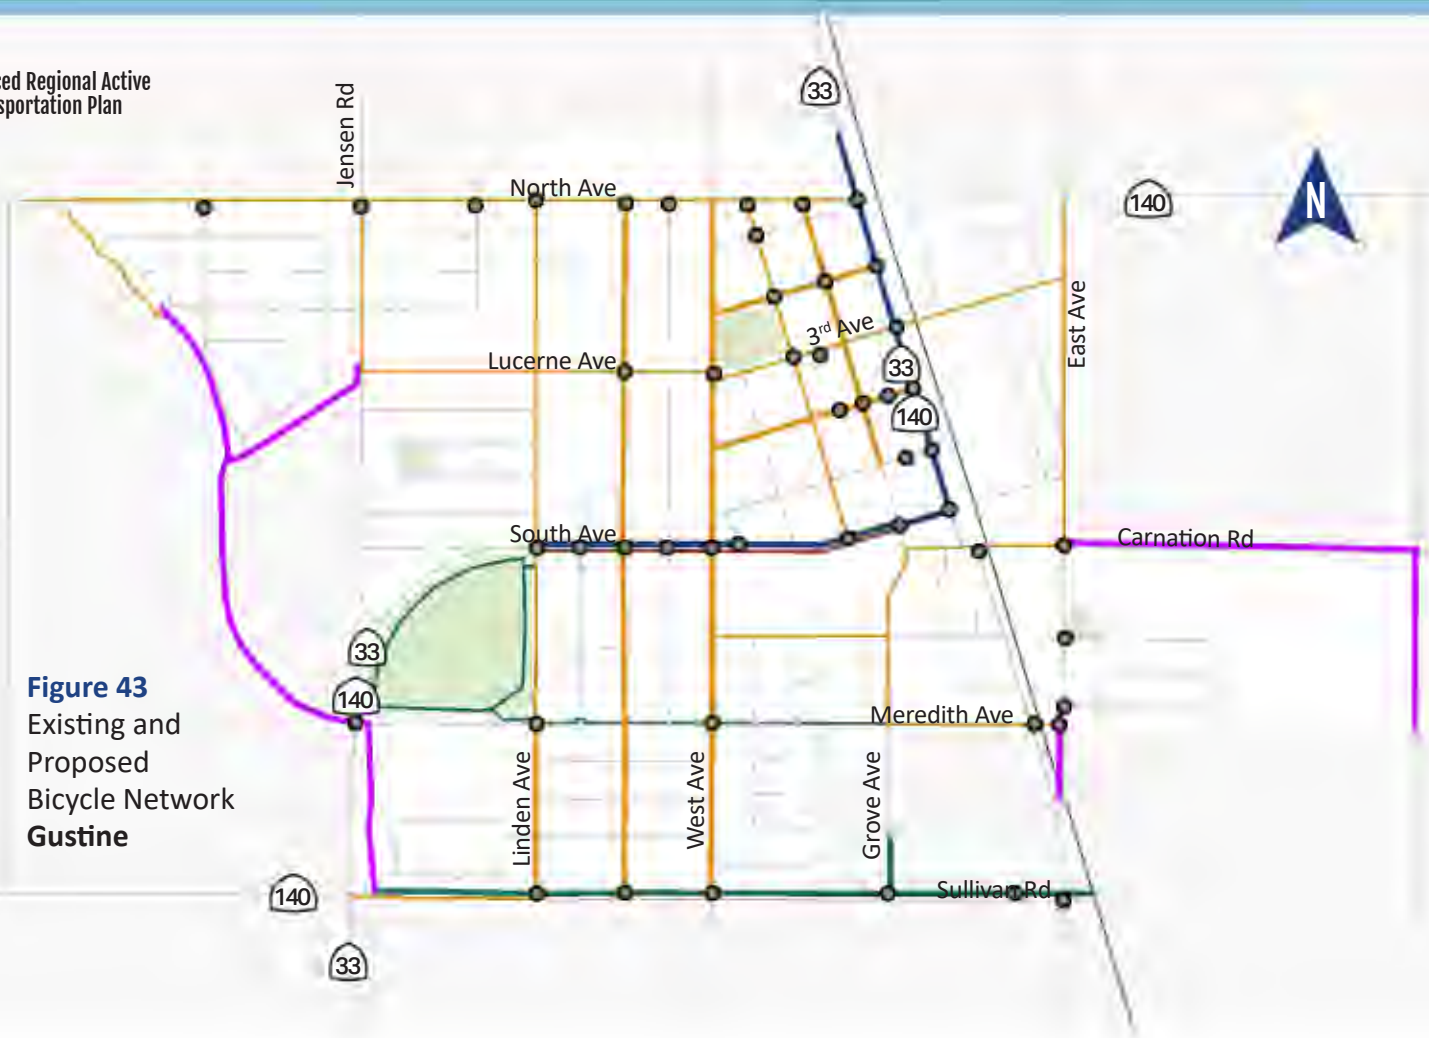 ced Regional Active
sportation Plan
Jensen Rd
33
North Ave
140
N
3rd Ave
East Ave
Lucerne Ave
33
140
South Ave
Carnation Rd
33
140
Figure 43
Existing and
Proposed
Bicycle Network
Gustine
Meredith Ave
Linden Ave
West Ave
Grove Ave
140
Sullivan Rd
33